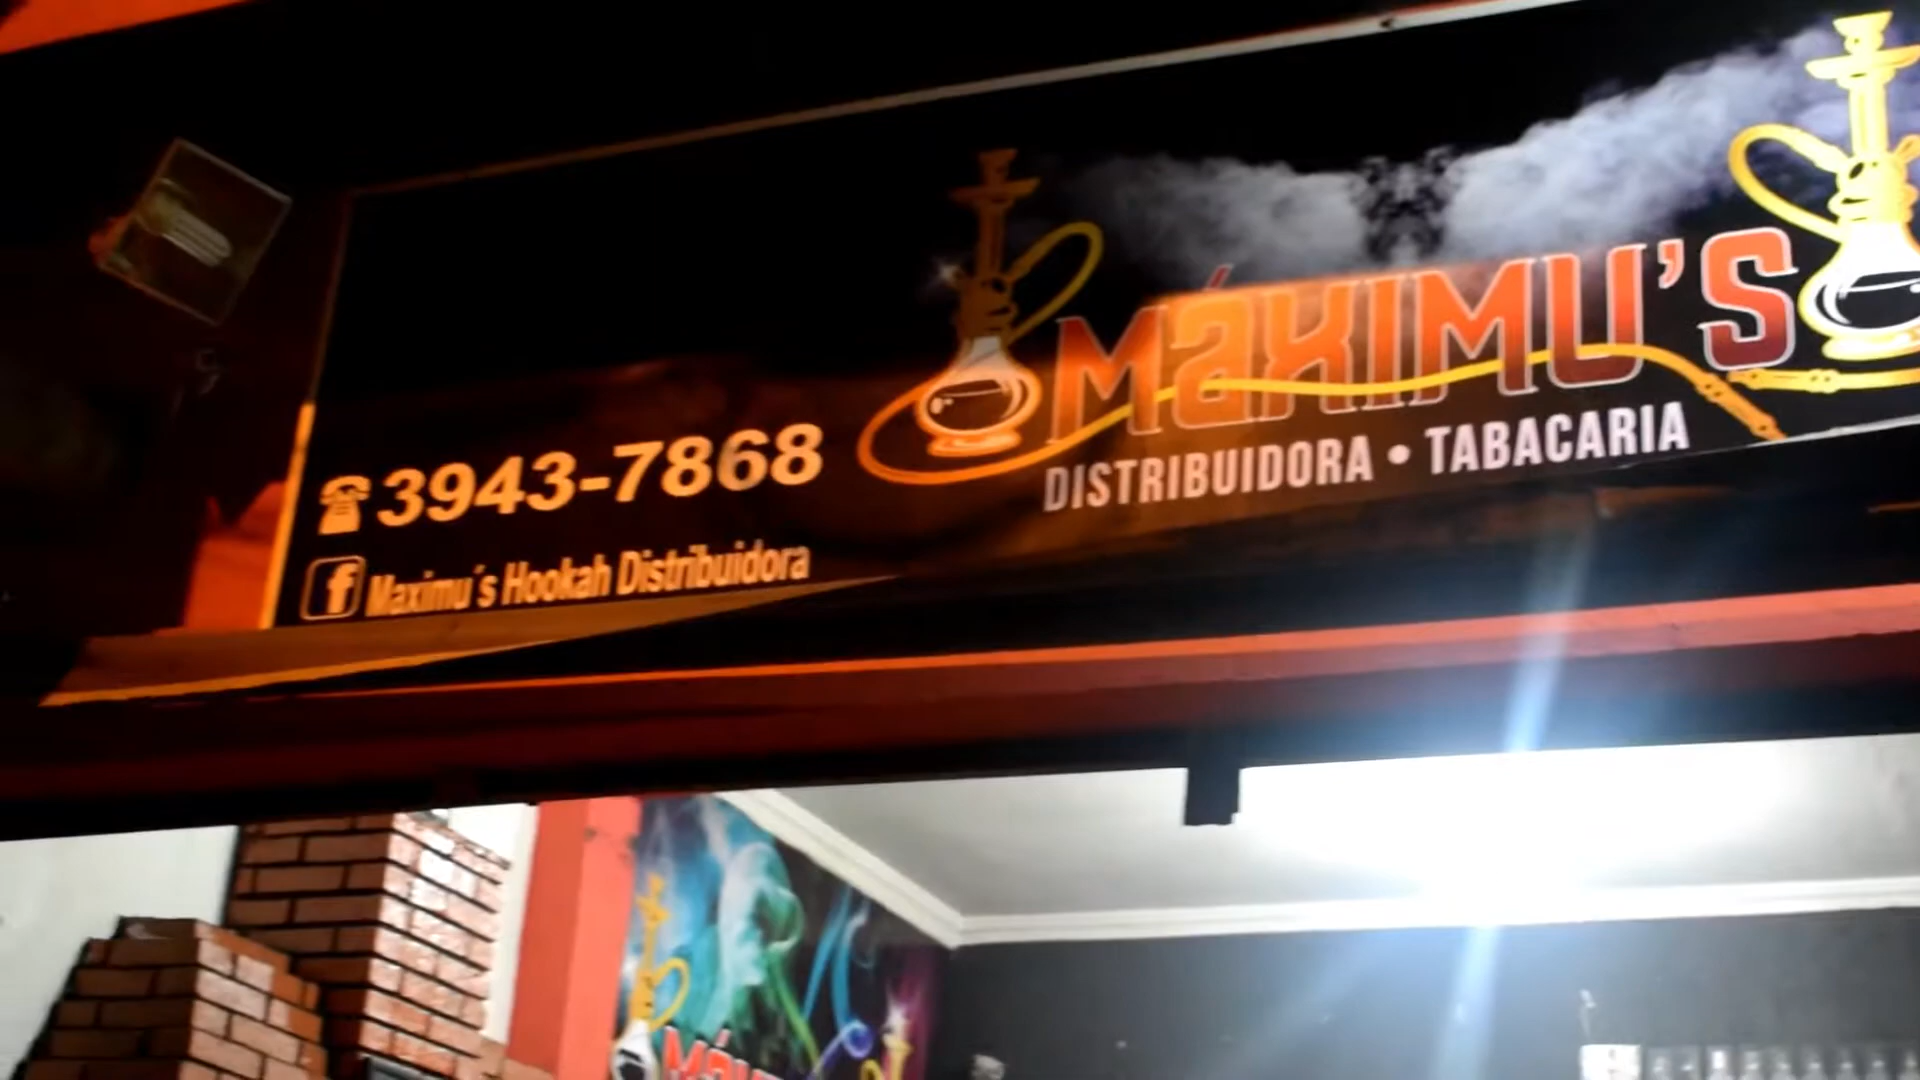 MáXIMU'S
DISTRIBUIDORA • TABACARIA
3943-7868
f Maximu´s Hookah Distribuidora